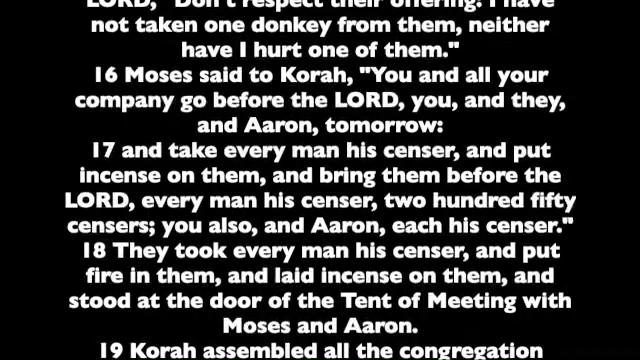 LORD, "Don't respect their offering: I have
not taken one donkey from them, neither
have I hurt one of them."
16 Moses said to Korah, "You and all your
company go before the LORD, you, and they,
and Aaron, tomorrow:
17 and take every man his censer, and put
incense on them, and bring them before the
LORD, every man his censer, two hundred fifty
censers; you also, and Aaron, each his censer."
18 They took every man his censer, and put
fire in them, and laid incense on them, and
stood at the door of the Tent of Meeting with
Moses and Aaron.
19 Korah assembled all the congregation